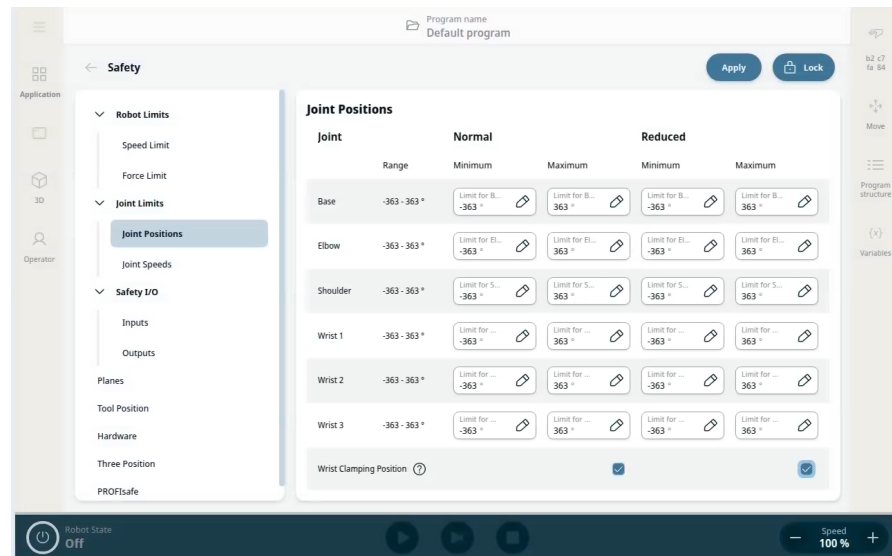 Program name
Default program
Safety
Apply
Lock
b2 c7
fa 84
Application
3D
Operator
Move
Program
structure
{x}
Variables
Robot Limits
Speed Limit
Force Limit
Joint Limits
Joint Positions
Joint Speeds
Safety I/O
Inputs
Outputs
Planes
Tool Position
Hardware
Three Position
PROFIsafe
Joint Positions
Joint Normal Reduced
Range Minimum Maximum Minimum Maximum
Limit for B... Limit for B... Limit for B... Limit for B...
Base -363 - 363 ° -363 ° 363 ° -363 ° 363 °
Limit for El... Limit for El... Limit for El... Limit for El...
Elbow -363 - 363 ° -363 ° 363 ° -363 ° 363 °
Limit for S... Limit for S... Limit for S... Limit for S...
Shoulder -363 - 363 ° -363 ° 363 ° -363 ° 363 °
Limit for ... Limit for ... Limit for ... Limit for ...
Wrist 1 -363 - 363 ° -363 ° 363 ° -363 ° 363 °
Limit for ... Limit for ... Limit for ... Limit for ...
Wrist 2 -363 - 363 ° -363 ° 363 ° -363 ° 363 °
Limit for ... Limit for ... Limit for ... Limit for ...
Wrist 3 -363 - 363 ° -363 ° 363 ° -363 ° 363 °
Wrist Clamping Position ?
Robot State
Off
Speed
− 100 % +